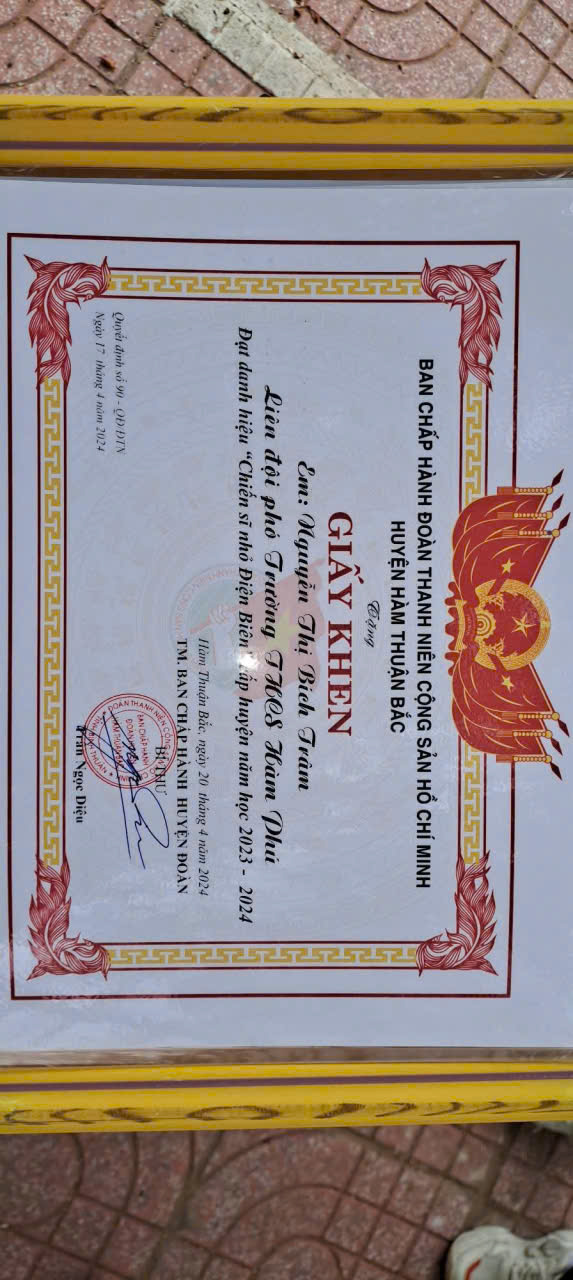 BAN CHẤP HÀNH ĐOÀN THANH NIÊN CỘNG SẢN HỒ CHÍ MINH
HUYỆN HÀM THUẬN BẮC
Tặng
GIẤY KHEN
Em: Nguyễn Thị Bích Trâm
Liên đội phó Trường THCS Hàm Phú
Đạt danh hiệu “Chiến sĩ nhỏ Điện Biên” cấp huyện năm học 2023 - 2024
Hàm Thuận Bắc, ngày 20 tháng 4 năm 2024
TM. BAN CHẤP HÀNH HUYỆN ĐOÀN
BÍ THƯ
Trần Ngọc Diệu
Quyết định số 90 - QĐ/ĐTN
Ngày 17 tháng 4 năm 2024